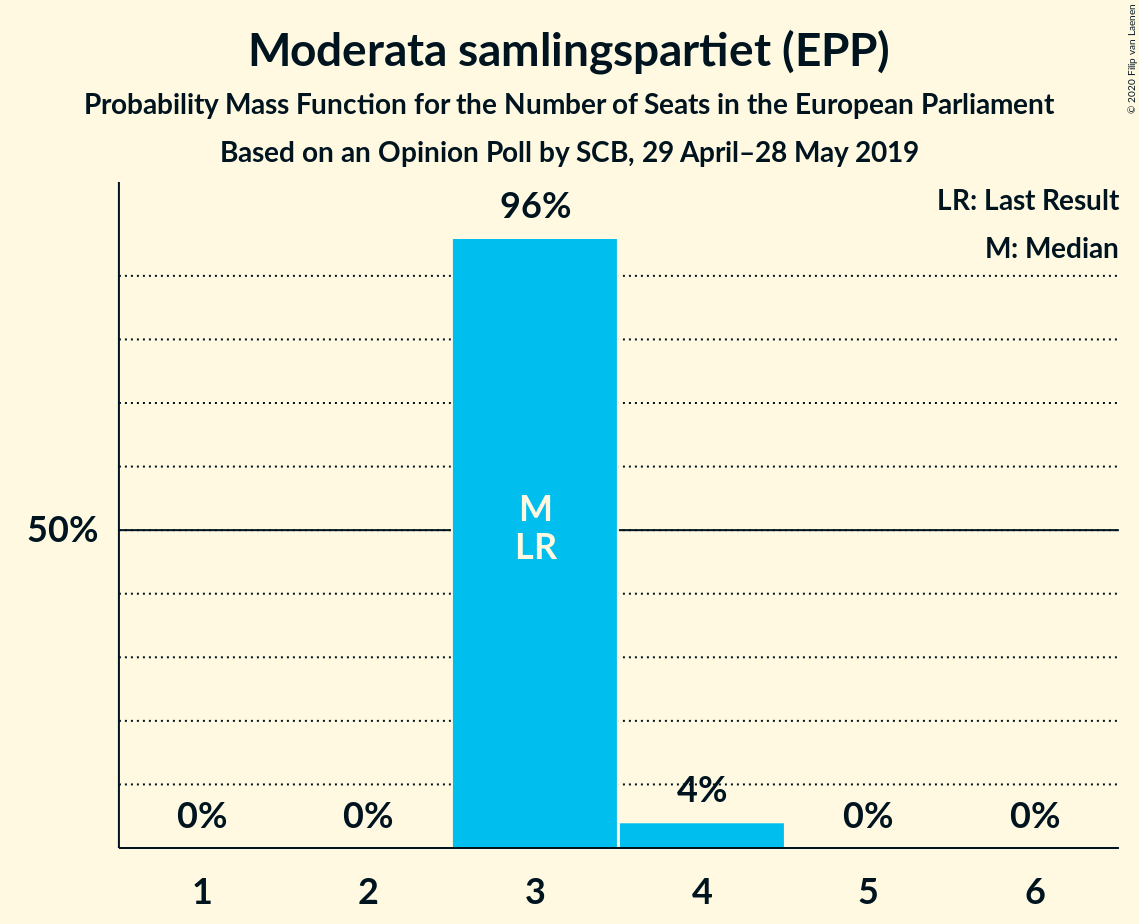 Moderata samlingspartiet (EPP)
Probability Mass Function for the Number of Seats in the European Parliament
Based on an Opinion Poll by SCB, 29 April–28 May 2019
© 2020 Filip van Laenen
LR: Last Result
M: Median
96%
M
LR
50%
4%
0%
0%
0%
0%
1
2
3
4
5
6